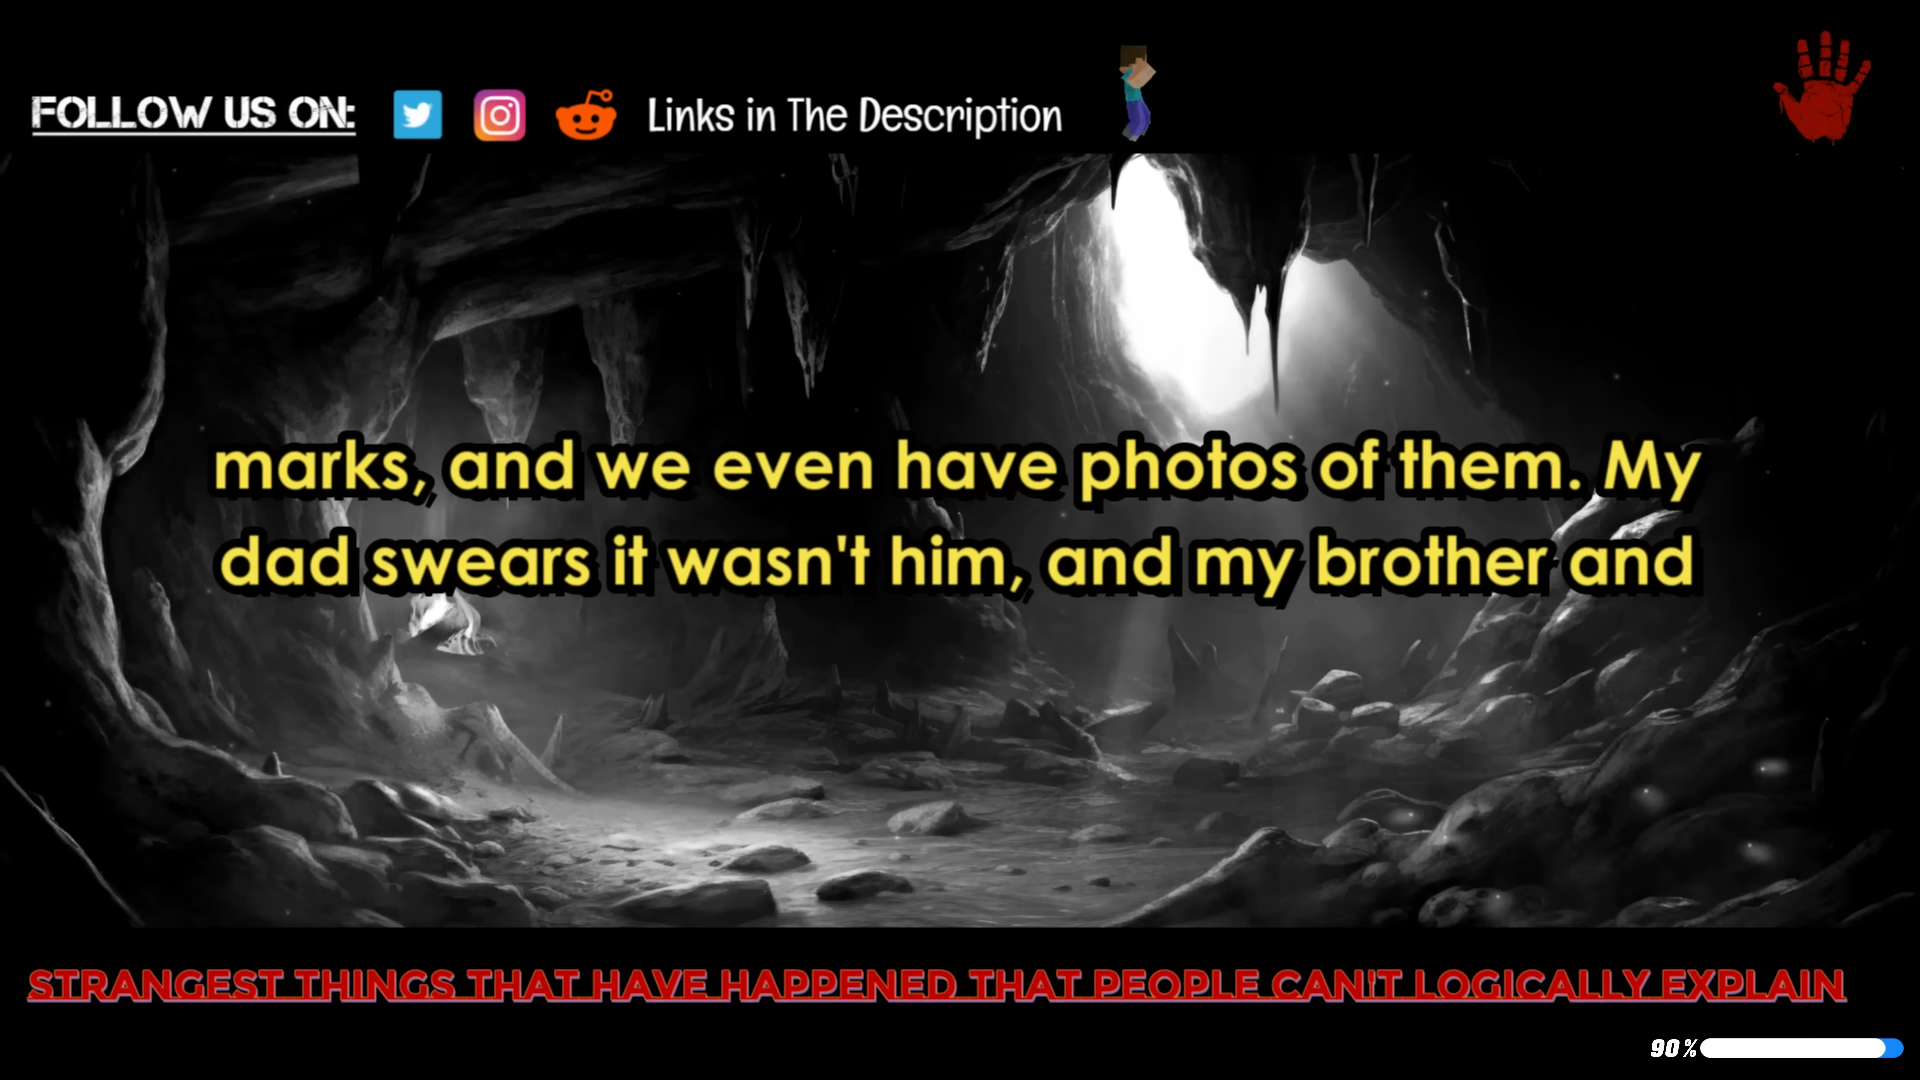 FOLLOW US ON:
Links in The Description
marks, and we even have photos of them. My
dad swears it wasn't him, and my brother and
STRANGEST THINGS THAT HAVE HAPPENED THAT PEOPLE CAN'T LOGICALLY EXPLAIN
90%